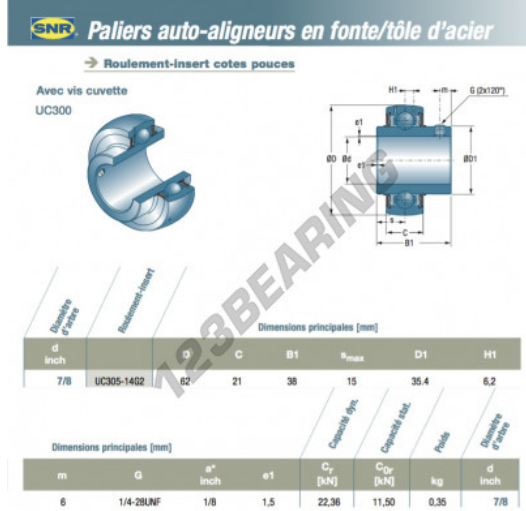 SNR Paliers auto-aligneurs en fonte/tôle d'acier
Roulement-insert cotes pouces
Avec vis cuvette
UC300
H1 m G (2x120°)
e1
ØD Ød ØD1
e1
s
C
B1
123BEARING
Diamètre d'arbre
Roulement-insert
Dimensions principales [mm]
d inch D C B1 smax D1 H1
7/8 UC305-14G2 62 21 38 15 35.4 6,2
Capacité dyn.
Capacité stat.
Poids
Diamètre d'arbre
Dimensions principales [mm]
m G a* inch e1 Cr [kN] C0r [kN] kg d inch
6 1/4-28UNF 1/8 1,5 22,36 11,50 0,35 7/8